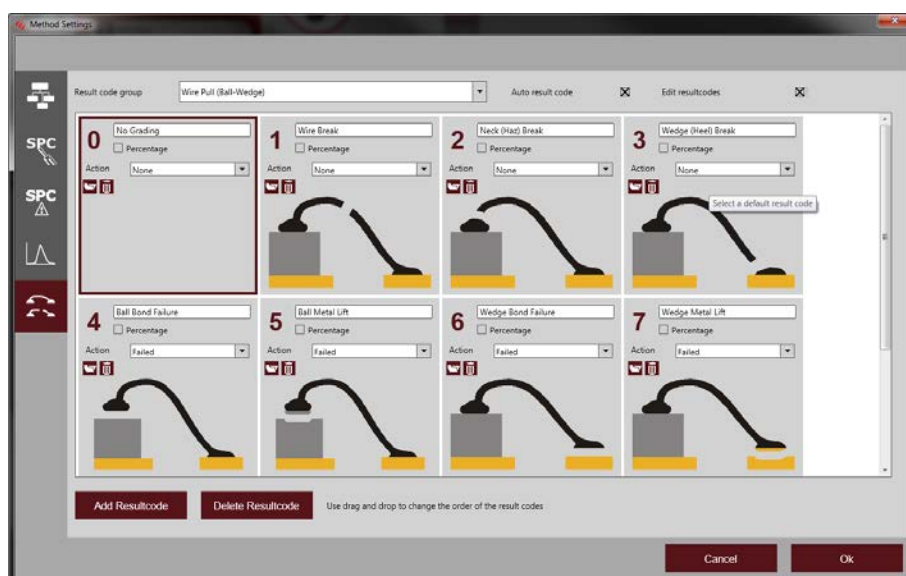 Method Settings
Result code group
Wire Pull (Ball-Wedge)
Auto result code
Edit resultcodes
SPC
SPC
0
No Grading
Percentage
Action
None
1
Wire Break
Percentage
Action
None
2
Neck (Haz) Break
Percentage
Action
None
3
Wedge (Heel) Break
Percentage
Action
None
Select a default result code
4
Ball Bond Failure
Percentage
Action
Failed
5
Ball Metal Lift
Percentage
Action
Failed
6
Wedge Bond Failure
Percentage
Action
Failed
7
Wedge Metal Lift
Percentage
Action
Failed
Add Resultcode
Delete Resultcode
Use drag and drop to change the order of the result codes
Cancel
Ok